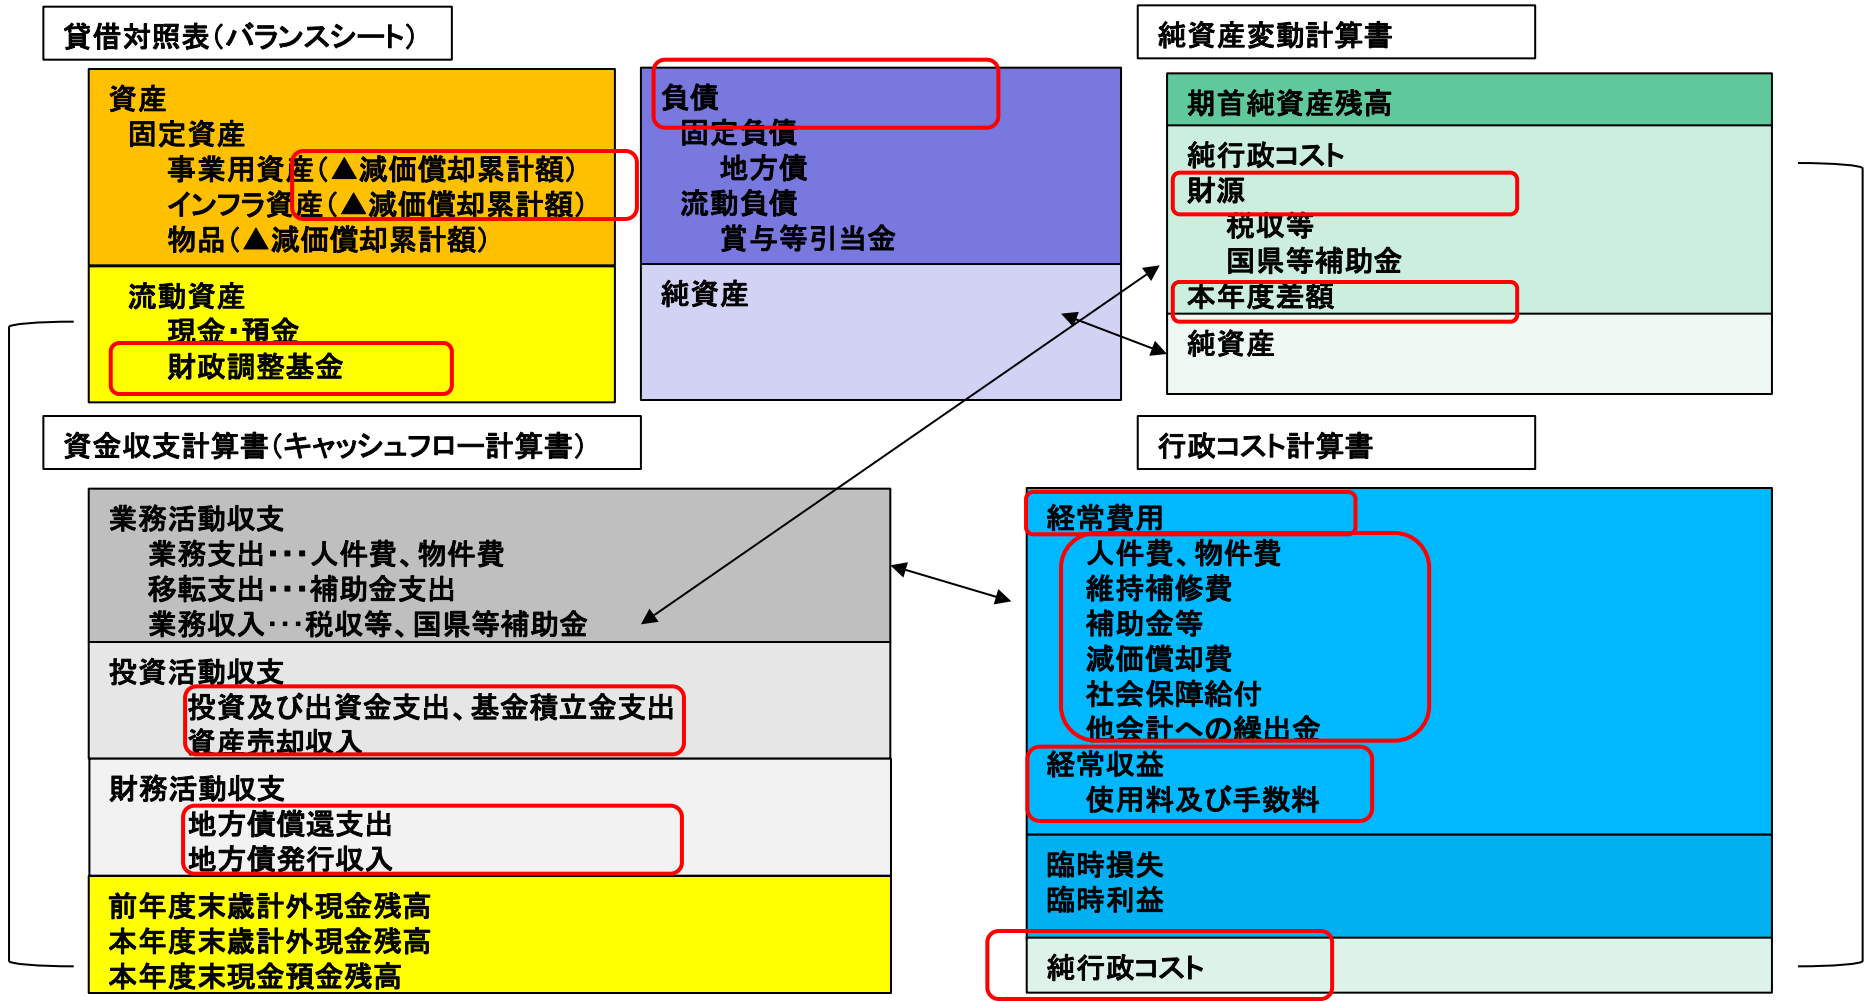 貸借対照表（バランスシート）
資産
固定資産
事業用資産（▲減価償却累計額）
インフラ資産（▲減価償却累計額）
物品（▲減価償却累計額）
流動資産
現金・預金
財政調整基金
負債
固定負債
地方債
流動負債
賞与等引当金
純資産
純資産変動計算書
期首純資産残高
純行政コスト
財源
税収等
国県等補助金
本年度差額
純資産
資金収支計算書（キャッシュフロー計算書）
業務活動収支
業務支出・・・人件費、物件費
移転支出・・・補助金支出
業務収入・・・税収等、国県等補助金
投資活動収支
投資及び出資金支出、基金積立金支出
資産売却収入
財務活動収支
地方債償還支出
地方債発行収入
前年度末歳計外現金残高
本年度末歳計外現金残高
本年度末現金預金残高
行政コスト計算書
経常費用
人件費、物件費
維持補修費
補助金等
減価償却費
社会保障給付
他会計への繰出金
経常収益
使用料及び手数料
臨時損失
臨時利益
純行政コスト